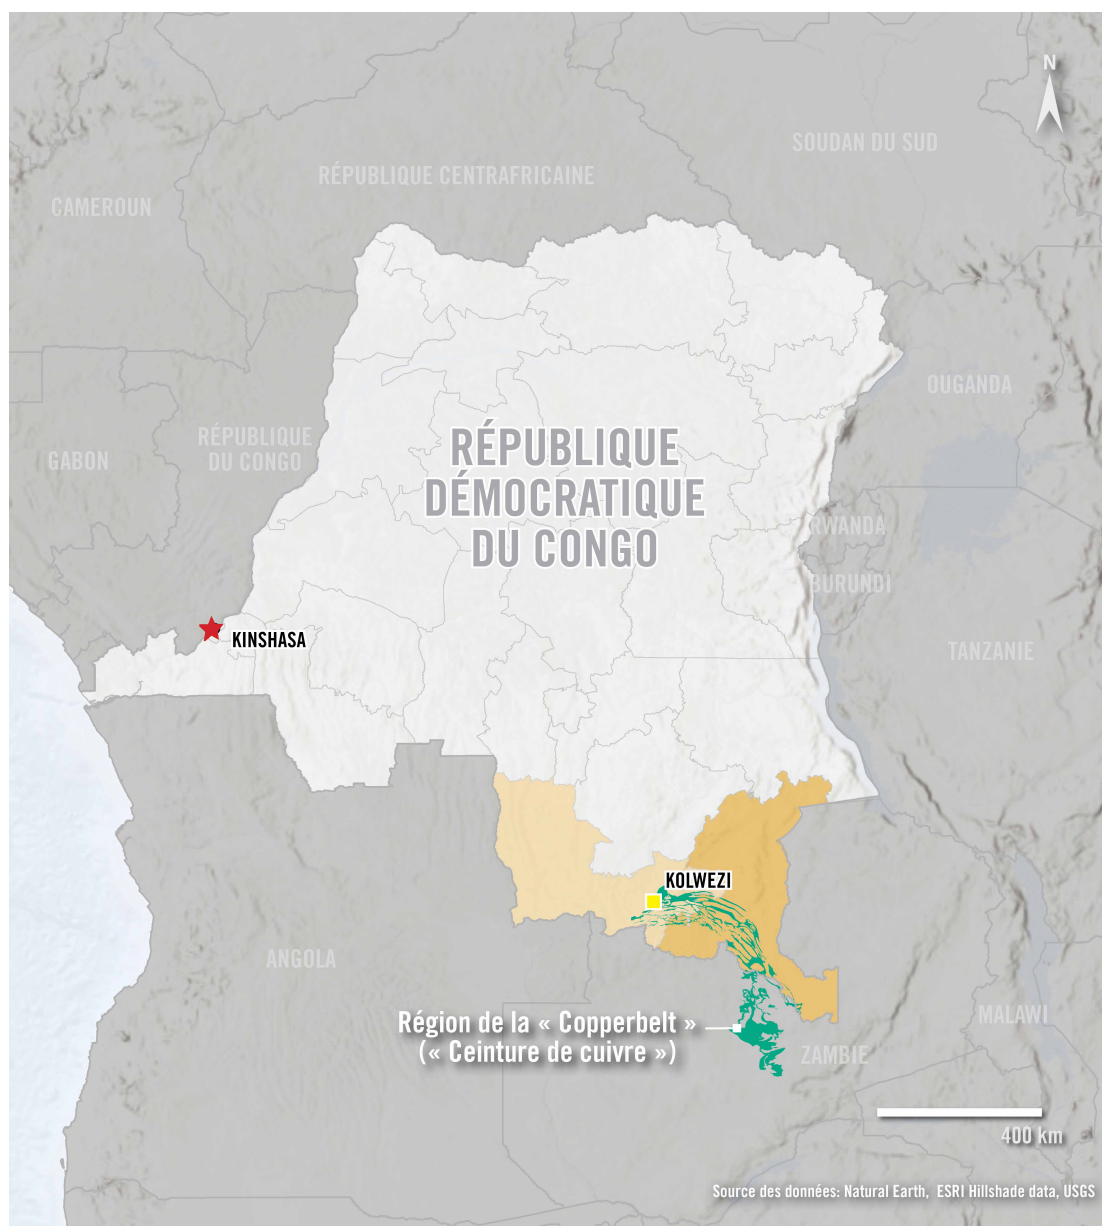 N
SOUDAN DU SUD
RÉPUBLIQUE CENTRAFRICAINE
CAMEROUN
OUGANDA
RÉPUBLIQUE
DU CONGO
GABON
RÉPUBLIQUE
DÉMOCRATIQUE
DU CONGO
RWANDA
BURUNDI
KINSHASA
TANZANIE
KOLWEZI
ANGOLA
Région de la « Copperbelt »
(« Ceinture de cuivre »)
MALAWI
ZAMBIE
400 km
Source des données: Natural Earth, ESRI Hillshade data, USGS